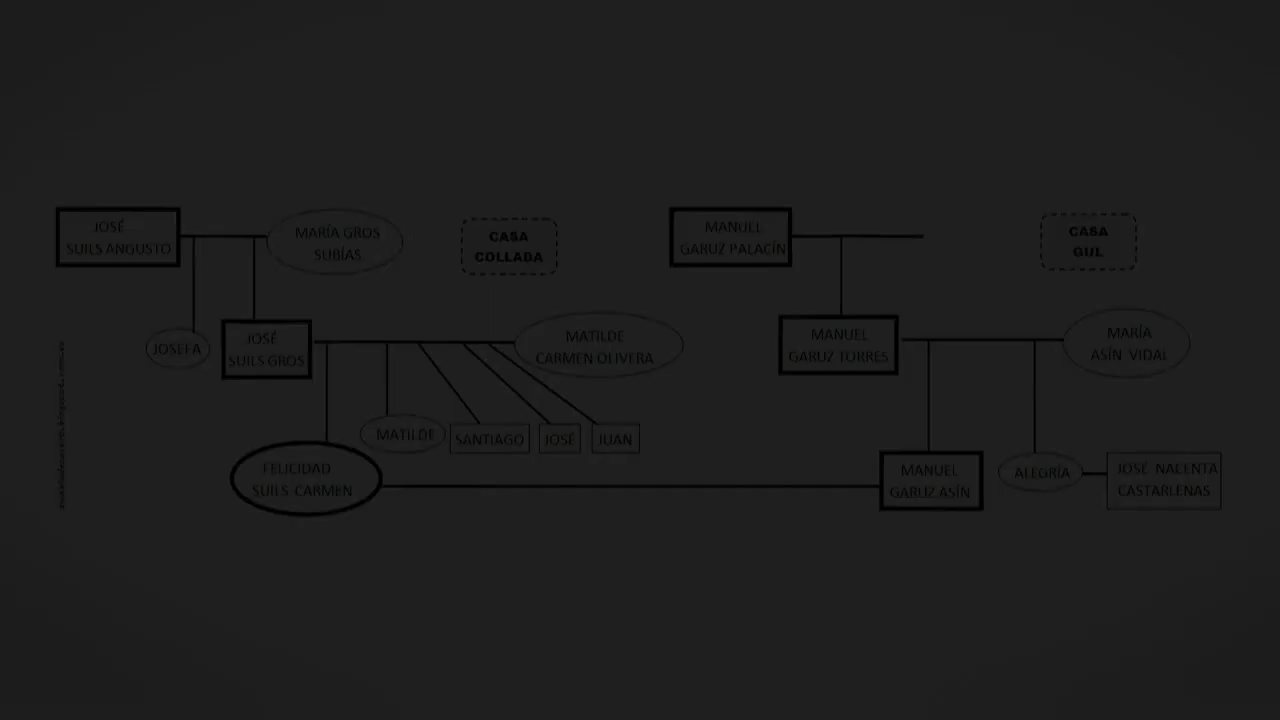 JOSÉ
SUILS ANGUSTO
MARÍA GROS
SUBÍAS
CASA
COLLADA
MANUEL
GARUZ PALACÍN
CASA
GUL
JOSEFA
JOSÉ
SUILS GROS
MATILDE
CARMEN OLIVERA
MANUEL
GARUZ TORRES
MARÍA
ASÍN VIDAL
MATILDE
SANTIAGO
JOSÉ
JUAN
FELICIDAD
SUILS CARMEN
MANUEL
GARUZ ASÍN
ALEGRÍA
JOSÉ NACENTA
CASTARLENAS